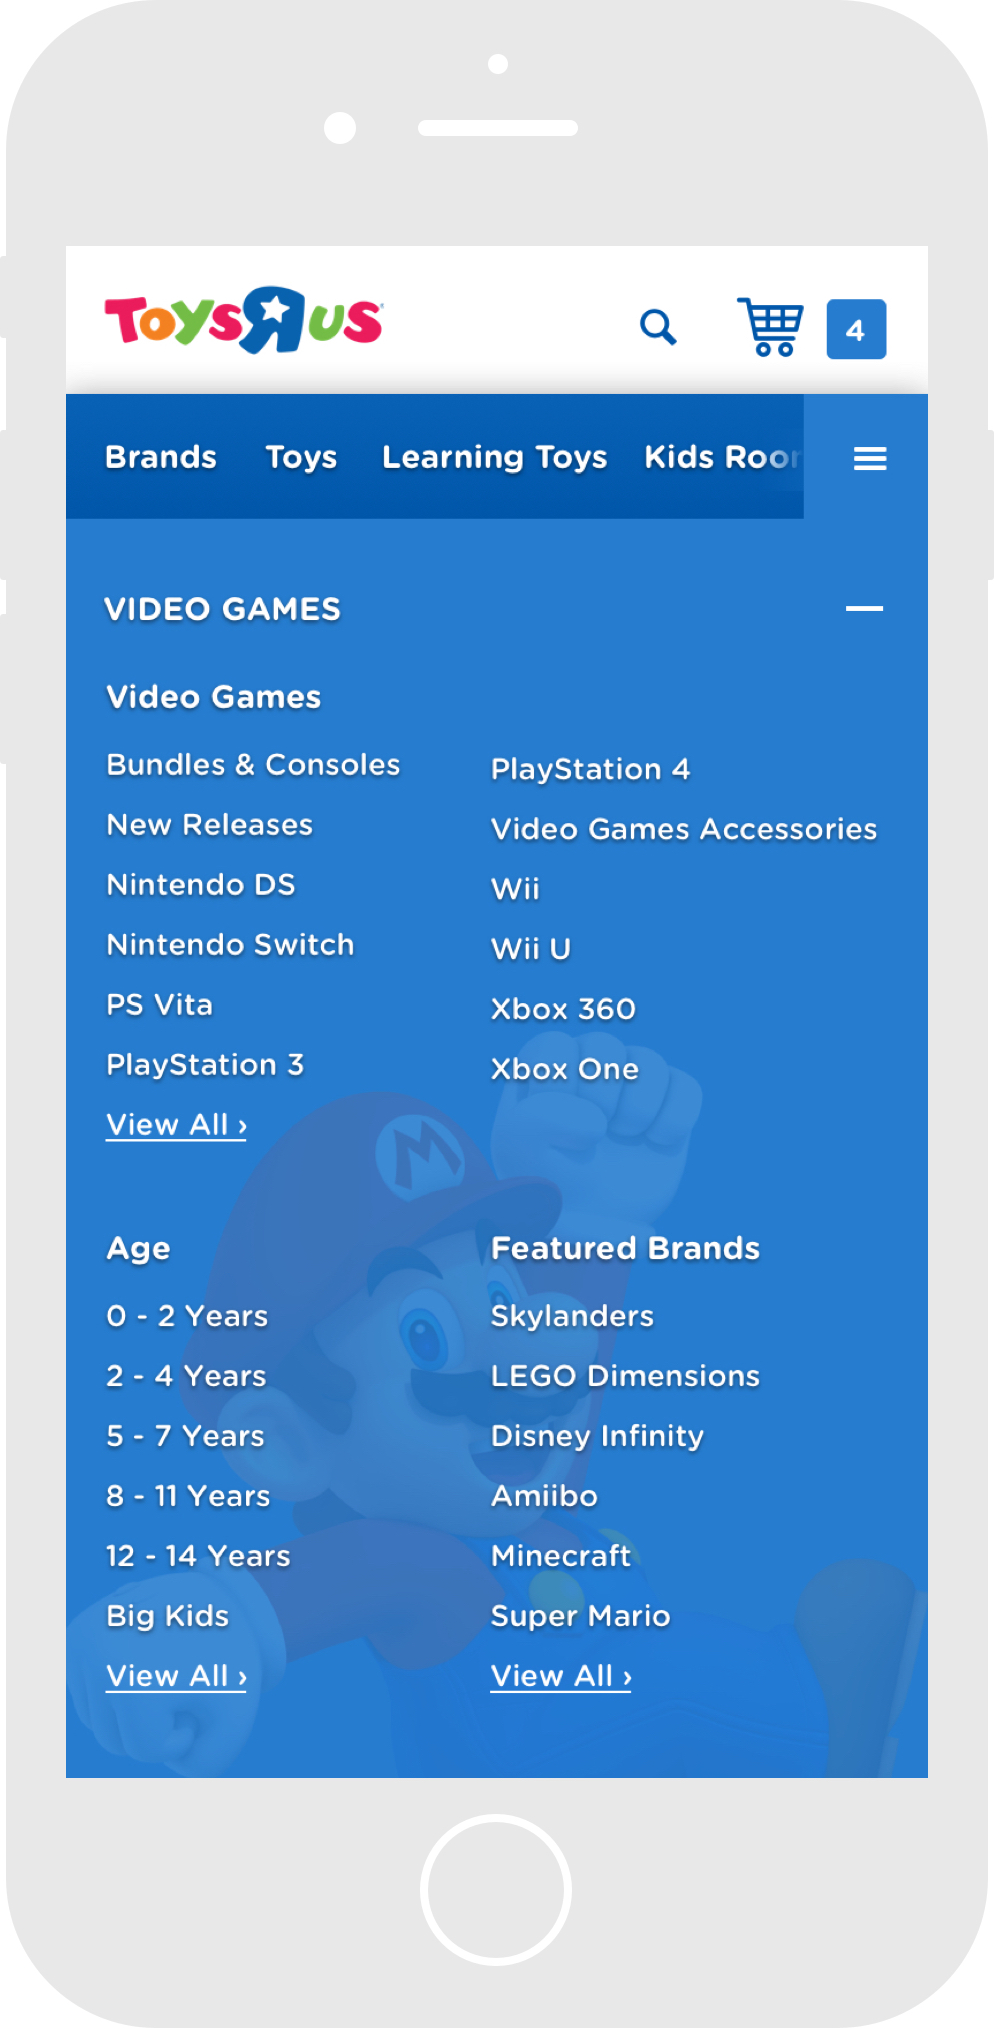 TOYS"R"US
4
Brands Toys Learning Toys Kids Roor
VIDEO GAMES
Video Games
Bundles & Consoles
New Releases
Nintendo DS
Nintendo Switch
PS Vita
PlayStation 3
View All ›
PlayStation 4
Video Games Accessories
Wii
Wii U
Xbox 360
Xbox One
M
Age
0 - 2 Years
2 - 4 Years
5 - 7 Years
8 - 11 Years
12 - 14 Years
Big Kids
View All ›
Featured Brands
Skylanders
LEGO Dimensions
Disney Infinity
Amiibo
Minecraft
Super Mario
View All ›